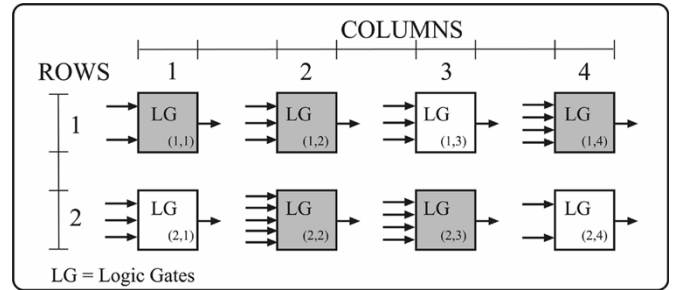 COLUMNS
ROWS 1 2 3 4
1 LG (1,1) LG (1,2) LG (1,3) LG (1,4)
2 LG (2,1) LG (2,2) LG (2,3) LG (2,4)
LG = Logic Gates